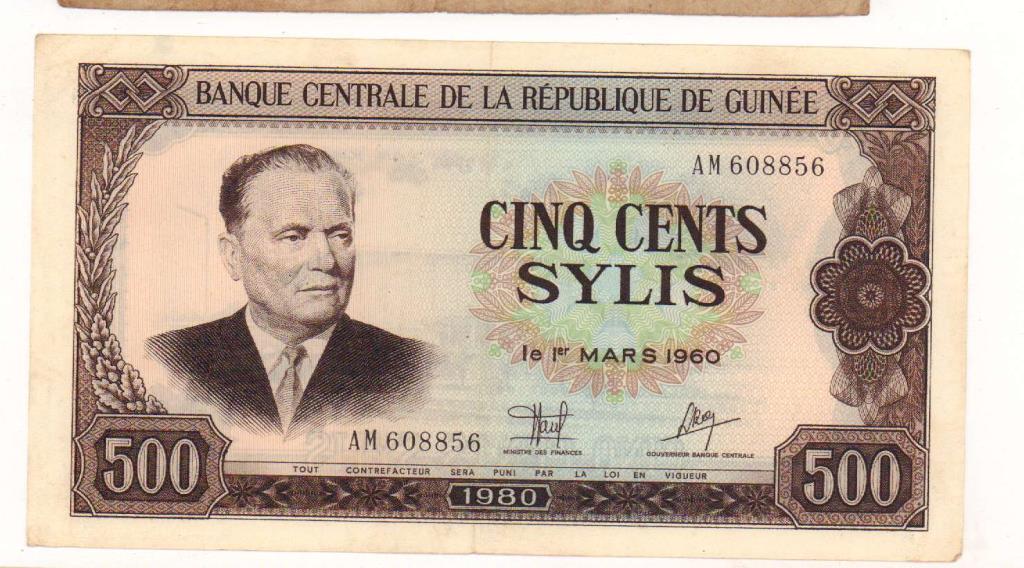 BANQUE CENTRALE DE LA RÉPUBLIQUE DE GUINÉE
AM 608856
CINQ CENTS
SYLIS
le 1er MARS 1960
AM 608856
MINISTRE DES FINANCES
GOUVERNEUR BANQUE CENTRALE
500
TOUT CONTREFACTEUR SERA PUNI PAR LA LOI EN VIGUEUR
500
1980